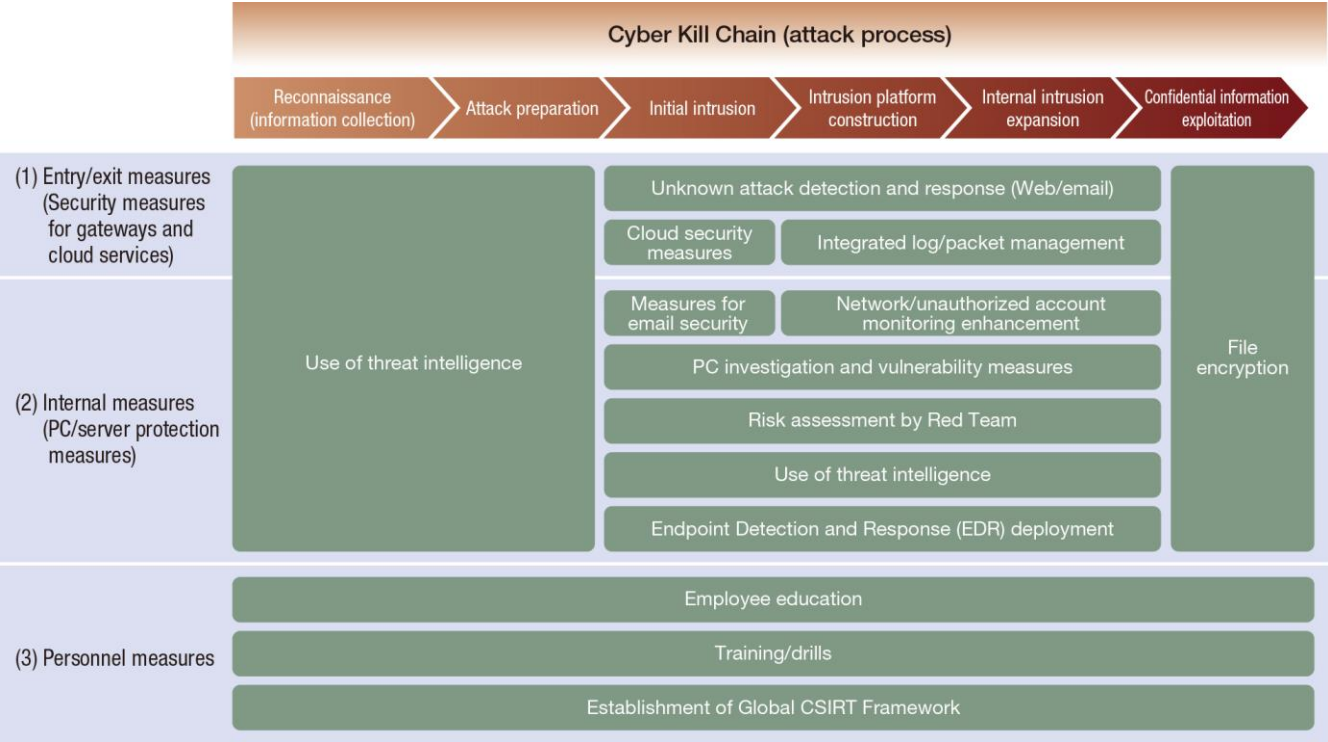 Cyber Kill Chain (attack process)
Reconnaissance
(information collection)
Attack preparation
Initial intrusion
Intrusion platform
construction
Internal intrusion
expansion
Confidential information
exploitation
(1) Entry/exit measures
(Security measures
for gateways and
cloud services)
Use of threat intelligence
Unknown attack detection and response (Web/email)
Cloud security
measures
Integrated log/packet management
File
encryption
(2) Internal measures
(PC/server protection
measures)
Measures for
email security
Network/unauthorized account
monitoring enhancement
PC investigation and vulnerability measures
Risk assessment by Red Team
Use of threat intelligence
Endpoint Detection and Response (EDR) deployment
(3) Personnel measures
Employee education
Training/drills
Establishment of Global CSIRT Framework